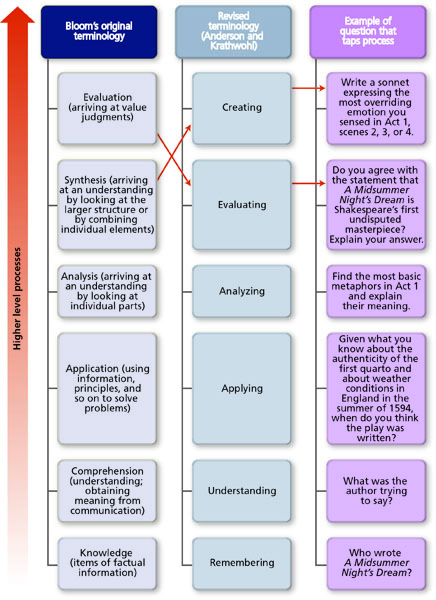 Bloom's original
terminology
Revised
terminology
(Anderson and
Krathwohl)
Example of
question that
taps process
Evaluation
(arriving at value
judgments)
Creating
Write a sonnet
expressing the
most overriding
emotion you
sensed in Act 1,
scenes 2, 3, or 4.
Synthesis (arriving
at an understanding
by looking at the
larger structure or
by combining
individual elements)
Evaluating
Do you agree with
the statement that
A Midsummer
Night's Dream is
Shakespeare's first
undisputed
masterpiece?
Explain your answer.
Analysis (arriving at
an understanding
by looking at
individual parts)
Analyzing
Find the most basic
metaphors in Act 1
and explain
their meaning.
Application (using
information,
principles, and
so on to solve
problems)
Applying
Given what you
know about the
authenticity of the
first quarto and
about weather
conditions in
England in the
summer of 1594,
when do you think
the play was
written?
Comprehension
(understanding;
obtaining
meaning from
communication)
Understanding
What was the
author trying
to say?
Knowledge
(items of factual
information)
Remembering
Who wrote
A Midsummer
Night's Dream?
Higher level processes